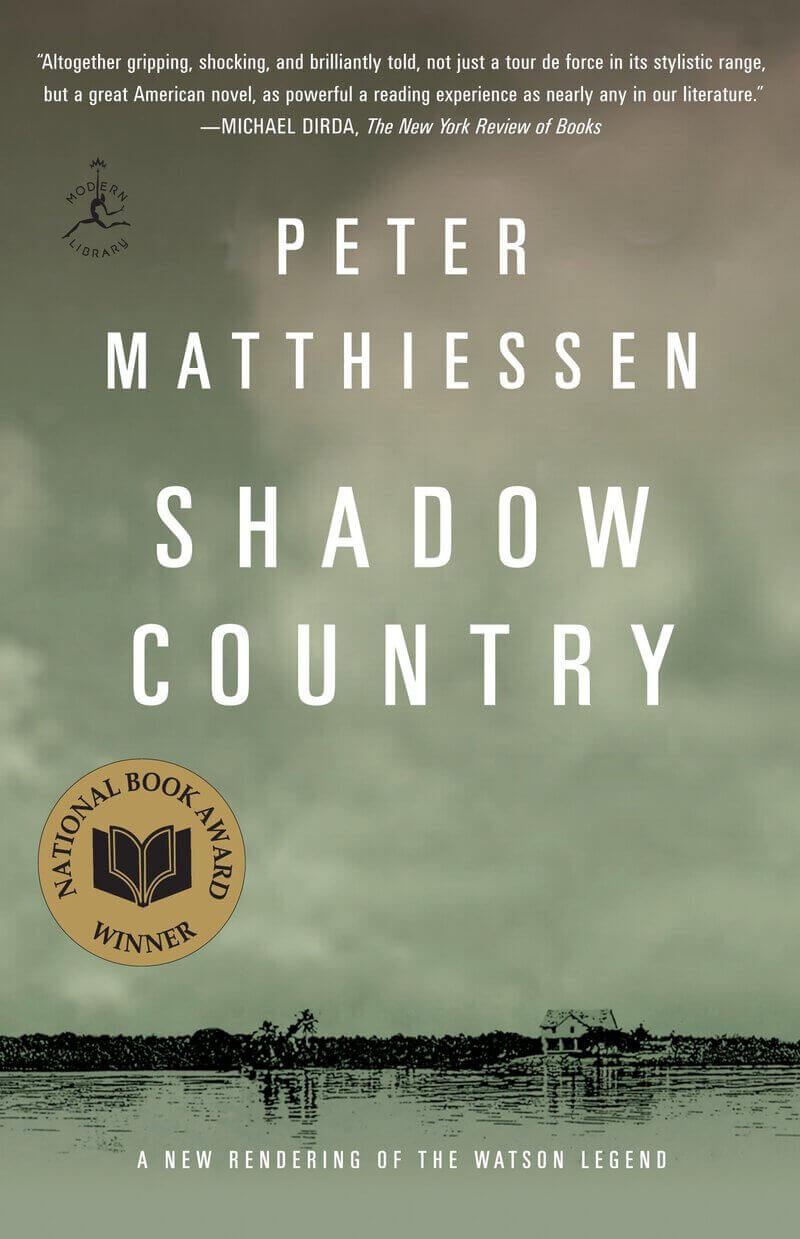 “Altogether gripping, shocking, and brilliantly told, not just a tour de force in its stylistic range,
but a great American novel, as powerful a reading experience as nearly any in our literature.”
—MICHAEL DIRDA, The New York Review of Books
MODERN
LIBRARY
PETER
MATTHIESSEN
SHADOW
COUNTRY
NATIONAL BOOK AWARD
WINNER
A NEW RENDERING OF THE WATSON LEGEND